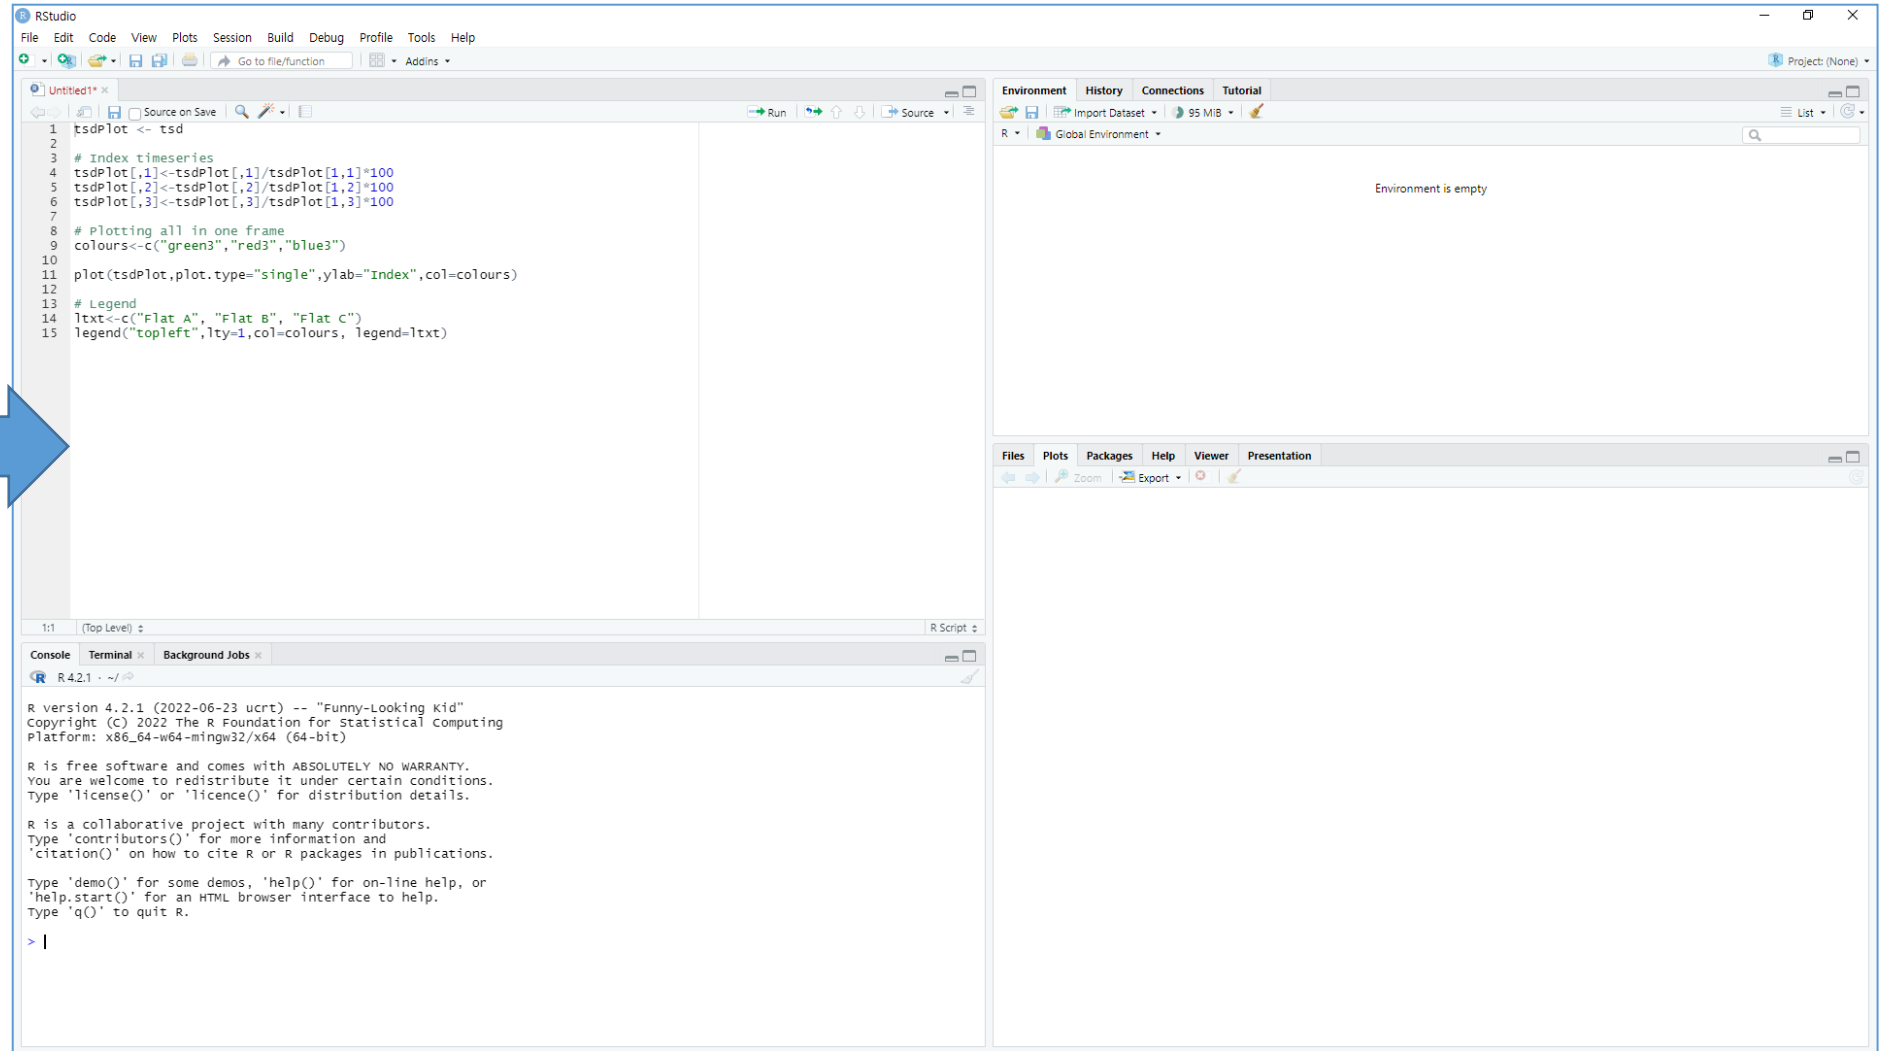 RStudio
File Edit Code View Plots Session Build Debug Profile Tools Help
Go to file/function Addins
Project: (None)
Untitled1*
Source on Save Run Source
1 tsdPlot <- tsd
2
3 # Index timeseries
4 tsdPlot[,1]<-tsdPlot[,1]/tsdPlot[1,1]*100
5 tsdPlot[,2]<-tsdPlot[,2]/tsdPlot[1,2]*100
6 tsdPlot[,3]<-tsdPlot[,3]/tsdPlot[1,3]*100
7
8 # Plotting all in one frame
9 colours<-c("green3","red3","blue3")
10
11 plot(tsdPlot,plot.type="single",ylab="Index",col=colours)
12
13 # Legend
14 ltxt<-c("Flat A", "Flat B", "Flat C")
15 legend("topleft",lty=1,col=colours, legend=ltxt)
1:1 (Top Level) R Script
Console Terminal Background Jobs
R 4.2.1 · ~/
R version 4.2.1 (2022-06-23 ucrt) -- "Funny-Looking Kid"
Copyright (C) 2022 The R Foundation for Statistical Computing
Platform: x86_64-w64-mingw32/x64 (64-bit)
R is free software and comes with ABSOLUTELY NO WARRANTY.
You are welcome to redistribute it under certain conditions.
Type 'license()' or 'licence()' for distribution details.
R is a collaborative project with many contributors.
Type 'contributors()' for more information and
'citation()' on how to cite R or R packages in publications.
Type 'demo()' for some demos, 'help()' for on-line help, or
'help.start()' for an HTML browser interface to help.
Type 'q()' to quit R.
>
Environment History Connections Tutorial
Import Dataset 95 MiB List
R Global Environment
Environment is empty
Files Plots Packages Help Viewer Presentation
Zoom Export